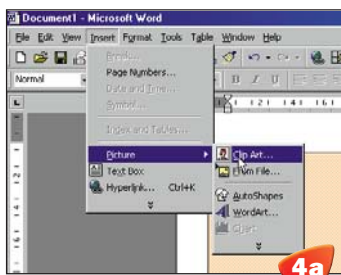 Document1 - Microsoft Word
File Edit View Insert Format Tools Table Window Help
Normal
B I U
Break...
Page Numbers...
Date and Time...
Symbol...
Index and Tables...
Picture
Text Box
Hyperlink... Ctrl+K
Clip Art...
From File...
AutoShapes
WordArt...
Chart
4a